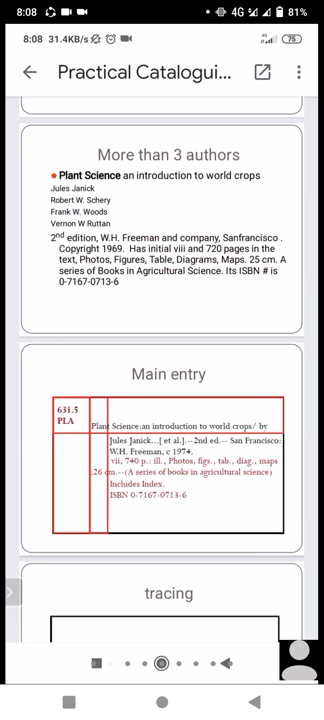 8:08 4G 81%
8:08 31.4KB/s 4G 75
Practical Catalogui...
More than 3 authors
Plant Science an introduction to world crops
Jules Janick
Robert W. Schery
Frank W. Woods
Vernon W Ruttan
2nd edition, W.H. Freeman and company, Sanfrancisco .
Copyright 1969. Has initial viii and 720 pages in the
text, Photos, Figures, Table, Diagrams, Maps. 25 cm. A
series of Books in Agricultural Science. Its ISBN # is
0-7167-0713-6
Main entry
631.5
PLA
Plant Science:an introduction to world crops/ by
Jules Janick...[ et al.].--2nd ed.-- San Francisco:
W.H. Freeman, c 1974.
vii, 740 p.: ill., Photos, figs., tab., diag., maps
;26 cm.--(A series of books in agricultural science)
Includes Index.
ISBN 0-7167-0713-6
tracing